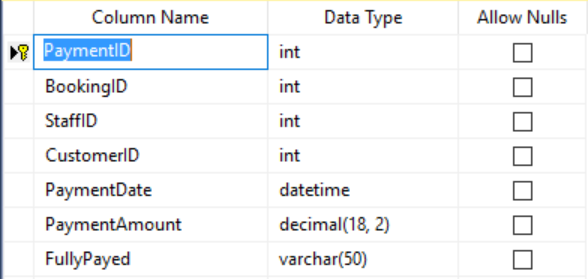 Column Name Data Type Allow Nulls
PaymentID int
BookingID int
StaffID int
CustomerID int
PaymentDate datetime
PaymentAmount decimal(18, 2)
FullyPayed varchar(50)